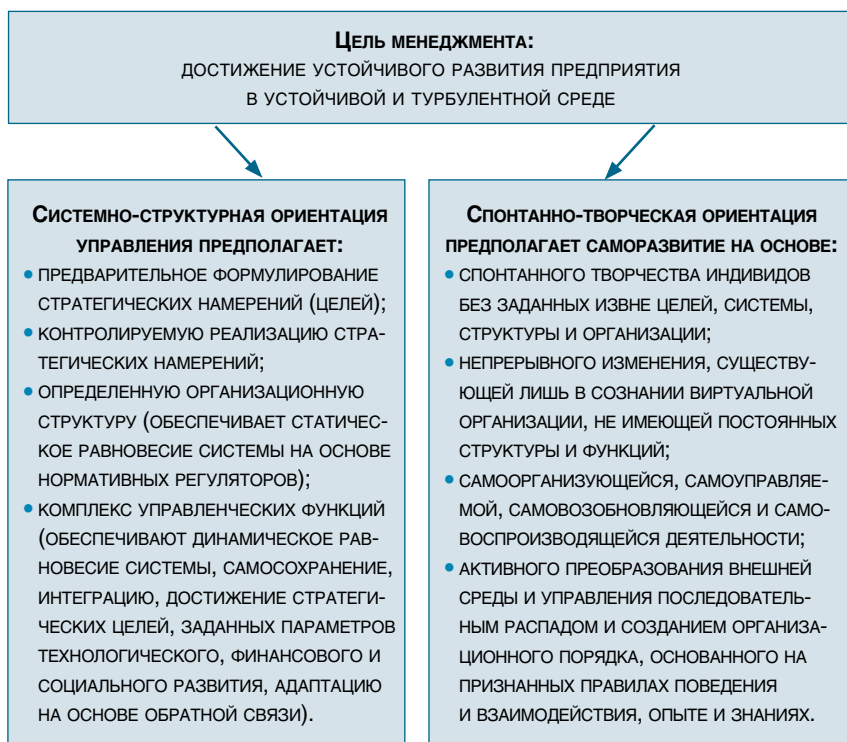 Цель менеджмента:
достижение устойчивого развития предприятия
в устойчивой и турбулентной среде
Системно-структурная ориентация
управления предполагает:
• предварительное формулирование
стратегических намерений (целей);
• контролируемую реализацию стра-
тегических намерений;
• определенную организационную
структуру (обеспечивает статичес-
кое равновесие системы на основе
нормативных регуляторов);
• комплекс управленческих функций
(обеспечивают динамическое рав-
новесие системы, самосохранение,
интеграцию, достижение стратеги-
ческих целей, заданных параметров
технологического, финансового и
социального развития, адаптацию
на основе обратной связи).
Спонтанно-творческая ориентация
предполагает саморазвитие на основе:
• спонтанного творчества индивидов
без заданных извне целей, системы,
структуры и организации;
• непрерывного изменения, существу-
ющей лишь в сознании виртуальной
организации, не имеющей постоянных
структуры и функций;
• самоорганизующейся, самоуправляе-
мой, самовозобновляющейся и само-
воспроизводящейся деятельности;
• активного преобразования внешней
среды и управления последователь-
ным распадом и созданием организа-
ционного порядка, основанного на
признанных правилах поведения
и взаимодействия, опыте и знаниях.